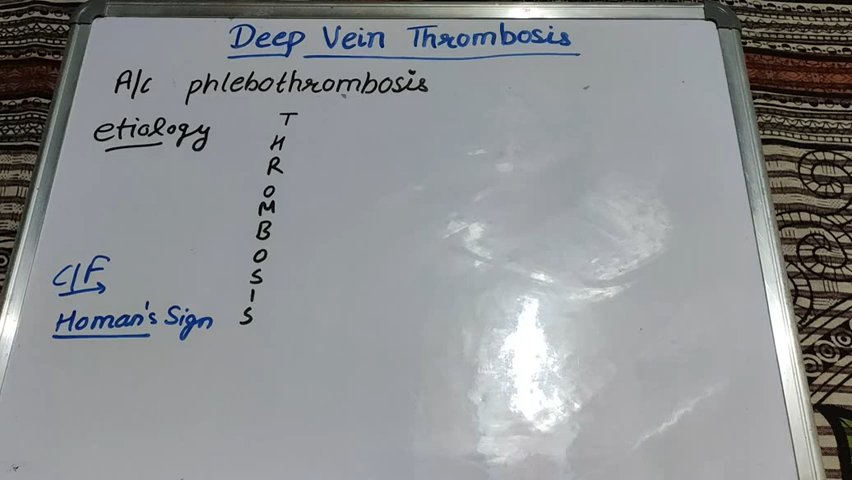 Deep Vein Thrombosis
A/c phlebothrombosis
etiology
T
H
R
O
M
B
O
S
I
S
C/F
Homan's Sign